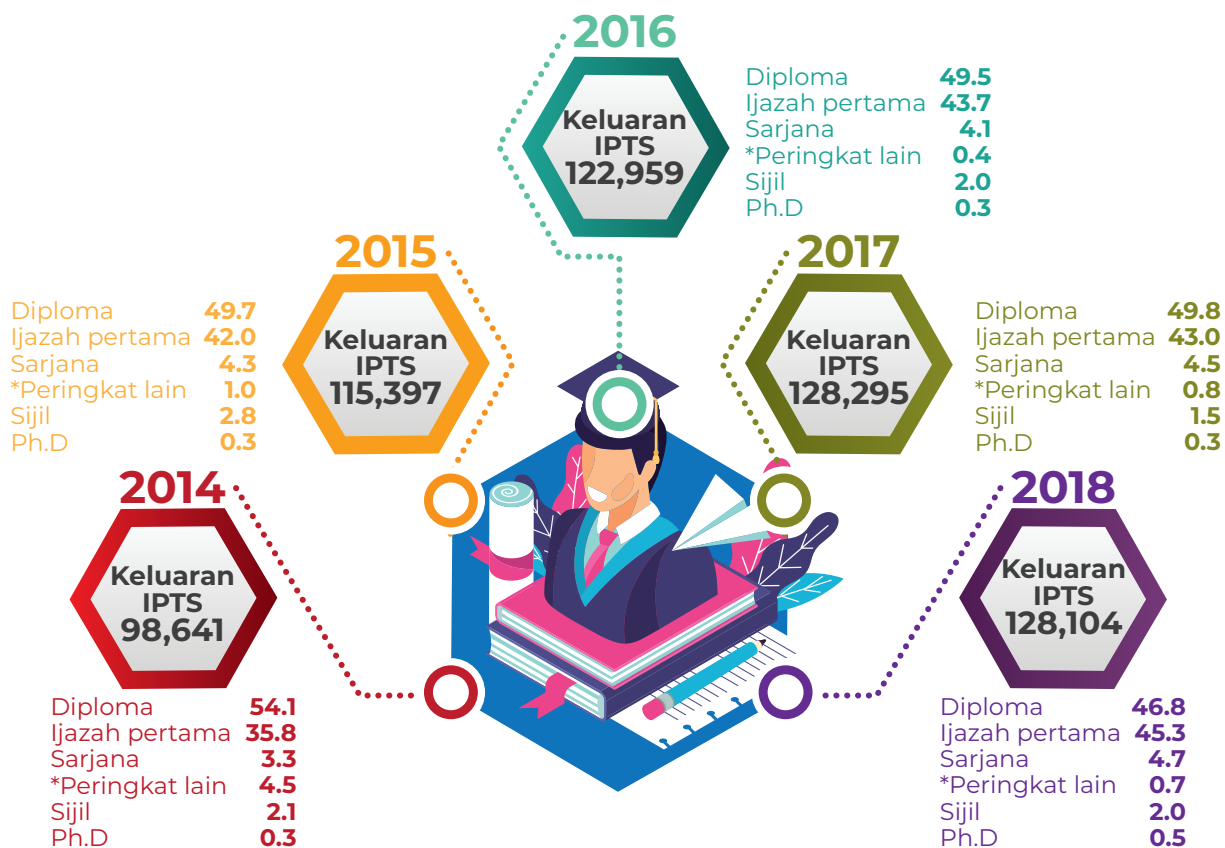 2016
Keluaran
IPTS
122,959
Diploma 49.5
Ijazah pertama 43.7
Sarjana 4.1
*Peringkat lain 0.4
Sijil 2.0
Ph.D 0.3
2015
Keluaran
IPTS
115,397
Diploma 49.7
Ijazah pertama 42.0
Sarjana 4.3
*Peringkat lain 1.0
Sijil 2.8
Ph.D 0.3
2017
Keluaran
IPTS
128,295
Diploma 49.8
Ijazah pertama 43.0
Sarjana 4.5
*Peringkat lain 0.8
Sijil 1.5
Ph.D 0.3
2014
Keluaran
IPTS
98,641
Diploma 54.1
Ijazah pertama 35.8
Sarjana 3.3
*Peringkat lain 4.5
Sijil 2.1
Ph.D 0.3
2018
Keluaran
IPTS
128,104
Diploma 46.8
Ijazah pertama 45.3
Sarjana 4.7
*Peringkat lain 0.7
Sijil 2.0
Ph.D 0.5